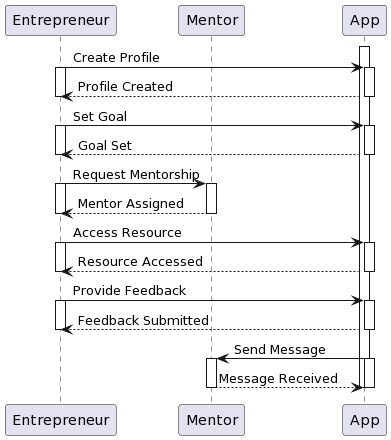 Entrepreneur Mentor App
Create Profile
Profile Created
Set Goal
Goal Set
Request Mentorship
Mentor Assigned
Access Resource
Resource Accessed
Provide Feedback
Feedback Submitted
Send Message
Message Received
Entrepreneur Mentor App